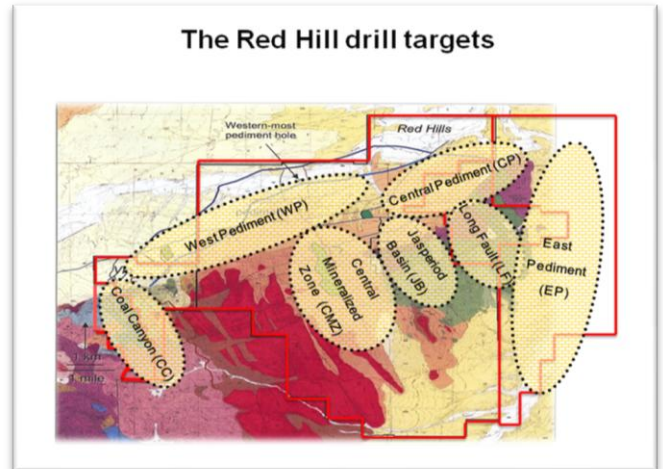 The Red Hill drill targets
Western-most
pediment hole
Red Hills
West Pediment (WP)
Central Pediment (CP)
Long Fault (LF)
Jasperiod
Basin (JB)
Central
Mineralized
Zone (CMZ)
East
Pediment
(EP)
Coal Canyon (CC)
1 km
1 mile